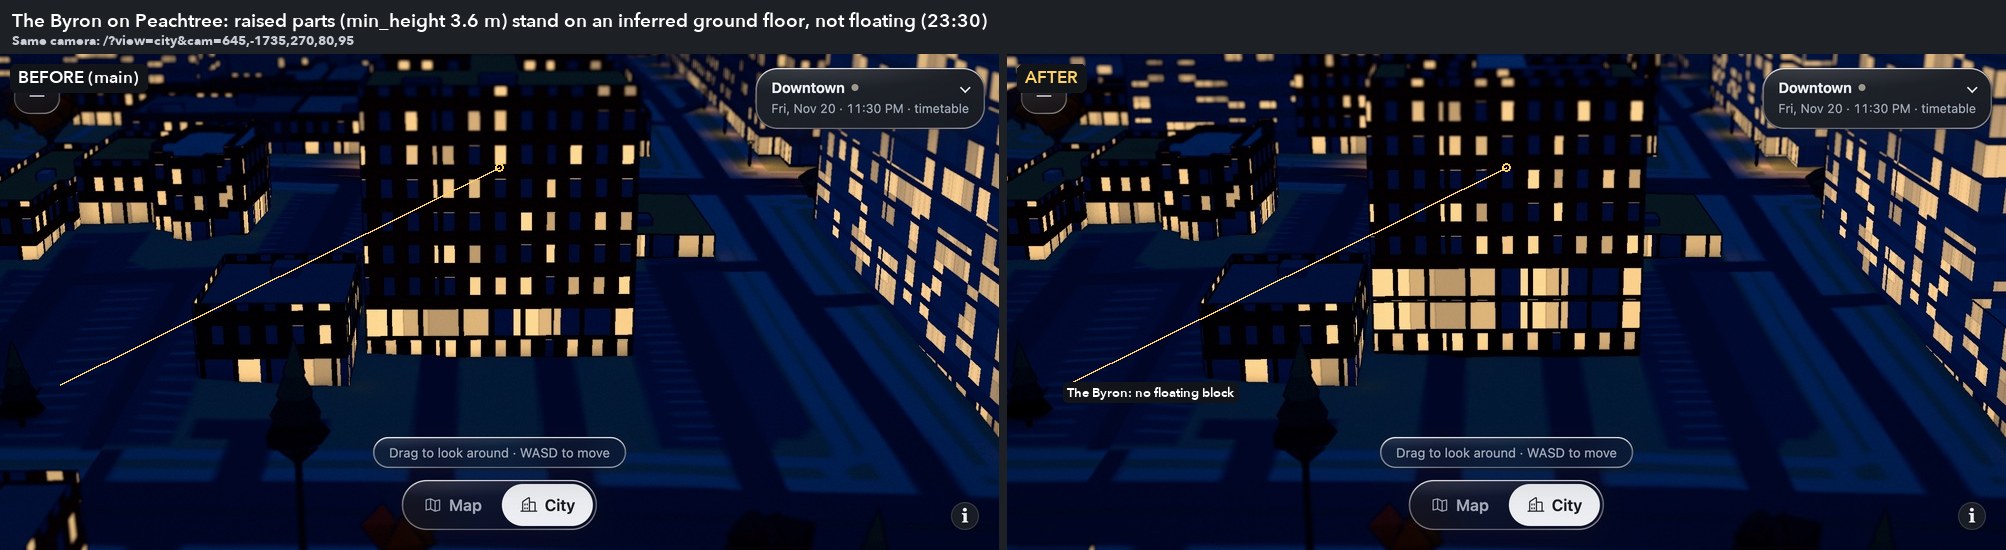 The Byron on Peachtree: raised parts (min_height 3.6 m) stand on an inferred ground floor, not floating (23:30)
Same camera: /?view=city&cam=645,-1735,270,80,95
BEFORE (main)
Downtown
Fri, Nov 20 · 11:30 PM · timetable
Drag to look around · WASD to move
Map
City
i
AFTER
Downtown
Fri, Nov 20 · 11:30 PM · timetable
The Byron: no floating block
Drag to look around · WASD to move
Map
City
i